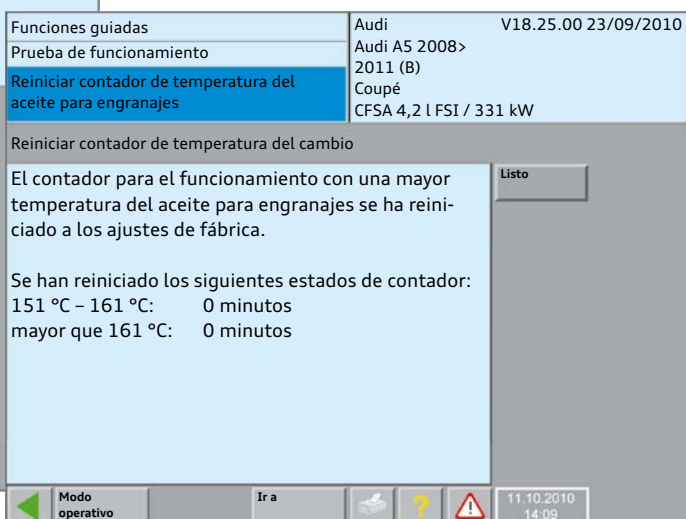 Funciones guiadas
Prueba de funcionamiento
Reiniciar contador de temperatura del
aceite para engranajes
Audi
V18.25.00 23/09/2010
Audi A5 2008>
2011 (B)
Coupé
CFSA 4,2 l FSI / 331 kW
Reiniciar contador de temperatura del cambio
El contador para el funcionamiento con una mayor
temperatura del aceite para engranajes se ha reini-
ciado a los ajustes de fábrica.
Se han reiniciado los siguientes estados de contador:
151 °C – 161 °C: 0 minutos
mayor que 161 °C: 0 minutos
Listo
Modo
operativo
Ir a
?
11.10.2010
14:09